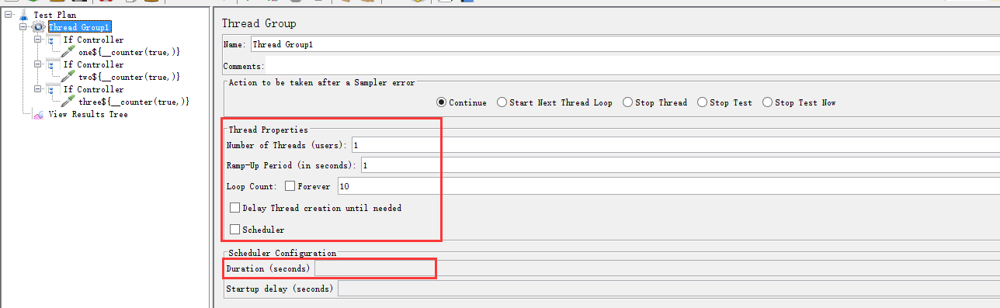 Test Plan
Thread Group1
If Controller
one${__counter(true,)}
If Controller
two${__counter(true,)}
If Controller
three${__counter(true,)}
View Results Tree
Thread Group
Name: Thread Group1
Comments:
Action to be taken after a Sampler error
Continue Start Next Thread Loop Stop Thread Stop Test Stop Test Now
Thread Properties
Number of Threads (users): 1
Ramp-Up Period (in seconds): 1
Loop Count: Forever 10
Delay Thread creation until needed
Scheduler
Scheduler Configuration
Duration (seconds)
Startup delay (seconds)